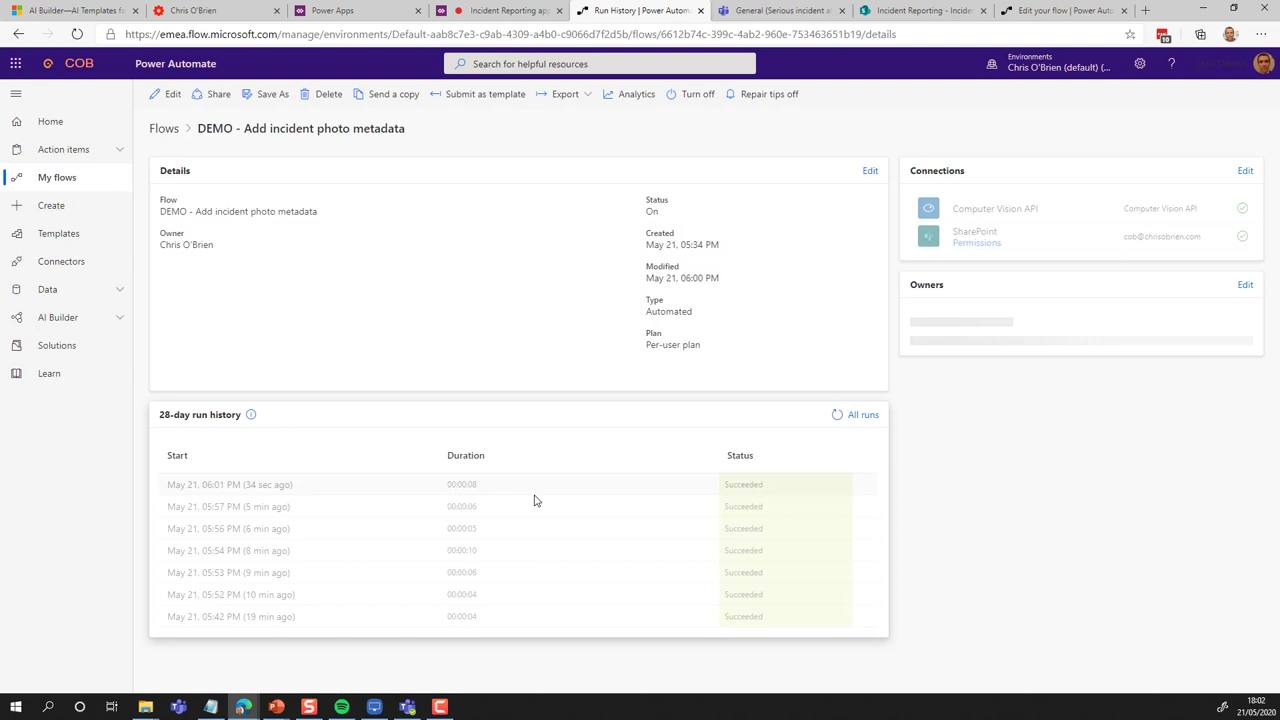 AI Builder—AI Templates for
Chris O'Brien
Power Apps
Incident Reporting app
Run History | Power Automate
General (Serious incident al
Incident Reporting - Incide
Edit your flow | Power Auto
https://emea.flow.microsoft.com/manage/environments/Default-aab8c7e3-c9ab-4309-a4b0-c9066d7f2d5b/flows/6612b74c-399c-4ab2-960e-753463651b19/details
10
COB
Power Automate
Search for helpful resources
Environments
Chris O'Brien (default) (...
Edit
Share
Save As
Delete
Send a copy
Submit as template
Export
Analytics
Turn off
Repair tips off
Home
Action items
My flows
Create
Templates
Connectors
Data
AI Builder
Solutions
Learn
Flows > DEMO - Add incident photo metadata
Details
Edit
Flow
DEMO - Add incident photo metadata
Owner
Chris O'Brien
Status
On
Created
May 21, 05:34 PM
Modified
May 21, 06:00 PM
Type
Automated
Plan
Per-user plan
Connections
Edit
Computer Vision API
Computer Vision API
SharePoint
Permissions
cob@chrisobrien.com
Owners
Edit
28-day run history
All runs
Start Duration Status
May 21, 06:01 PM (34 sec ago) 00:00:08 Succeeded
May 21, 05:57 PM (5 min ago) 00:00:06 Succeeded
May 21, 05:56 PM (6 min ago) 00:00:05 Succeeded
May 21, 05:54 PM (8 min ago) 00:00:10 Succeeded
May 21, 05:53 PM (9 min ago) 00:00:06 Succeeded
May 21, 05:52 PM (10 min ago) 00:00:04 Succeeded
May 21, 05:42 PM (19 min ago) 00:00:04 Succeeded
18:02
21/05/2020